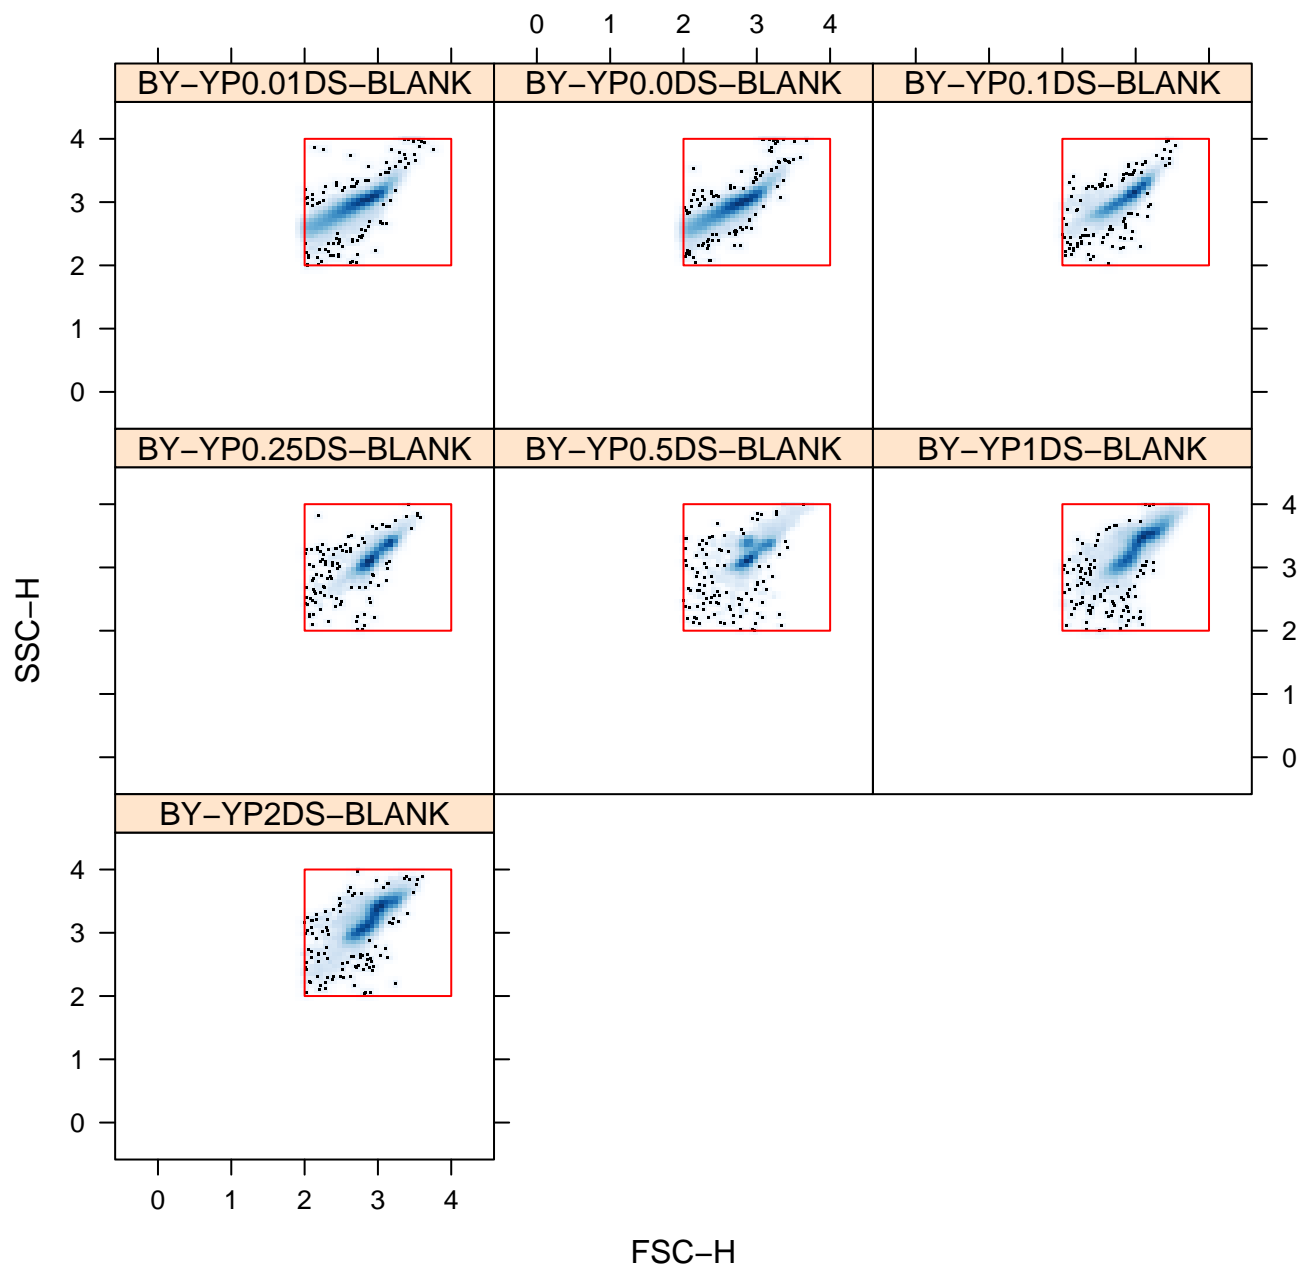 0 1 2 3 4
BY−YP0.01DS−BLANK BY−YP0.0DS−BLANK BY−YP0.1DS−BLANK
4
3
2
1
0
BY−YP0.25DS−BLANK BY−YP0.5DS−BLANK BY−YP1DS−BLANK
4
3
2
1
0
SSC−H
BY−YP2DS−BLANK
4
3
2
1
0
0 1 2 3 4
FSC−H